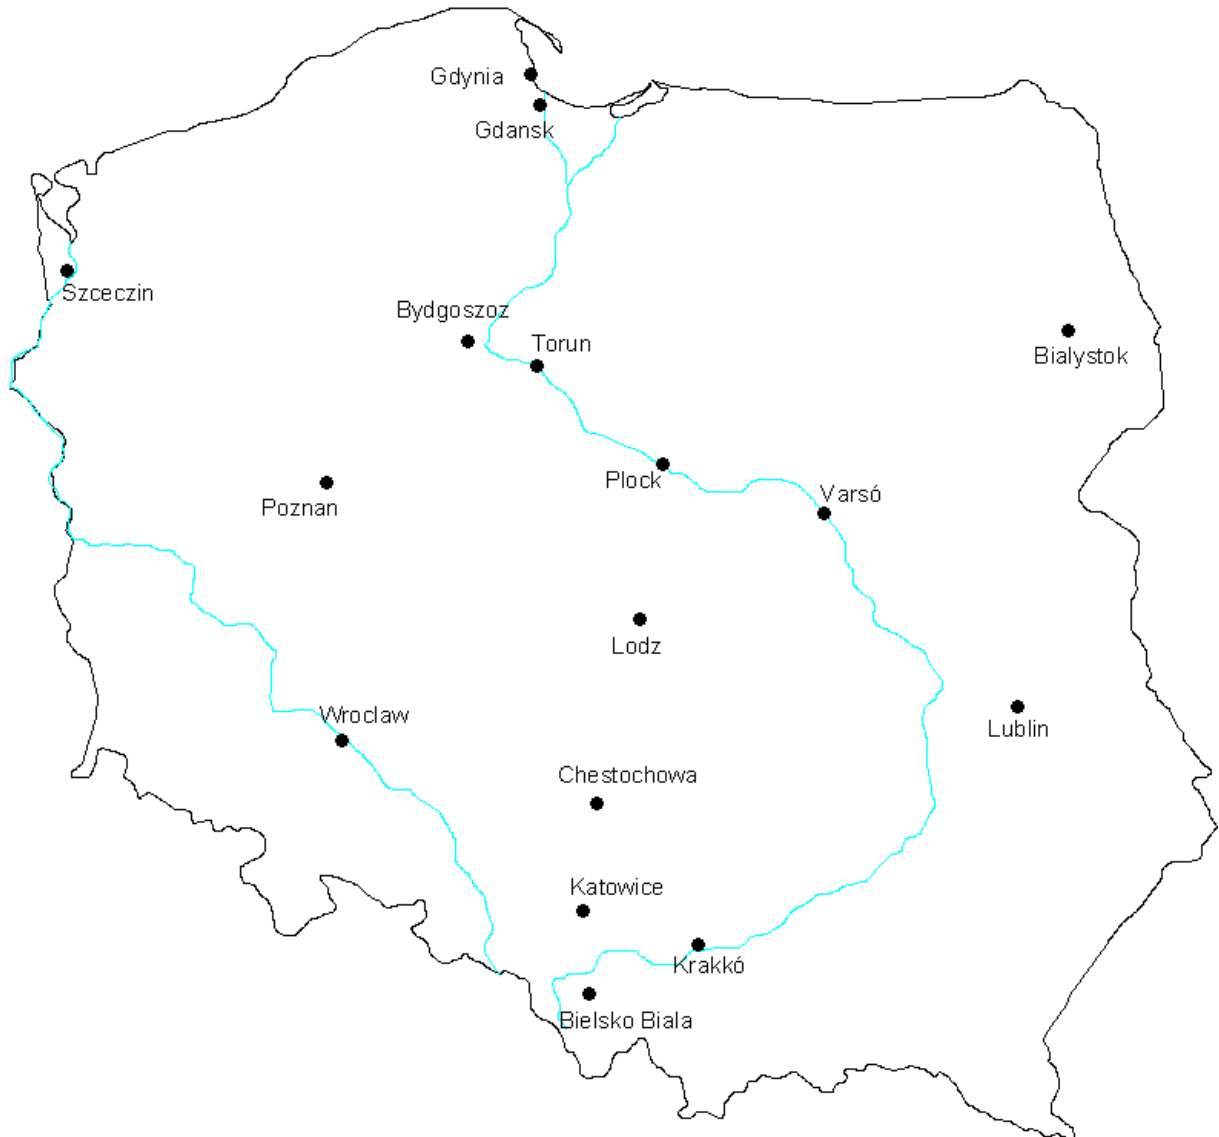 Gdynia
Gdansk
Szceczin
Bydgoszoz
Torun
Bialystok
Plock
Varsó
Poznan
Lodz
Wroclaw
Lublin
Chestochowa
Katowice
Krakkó
Bielsko Biala